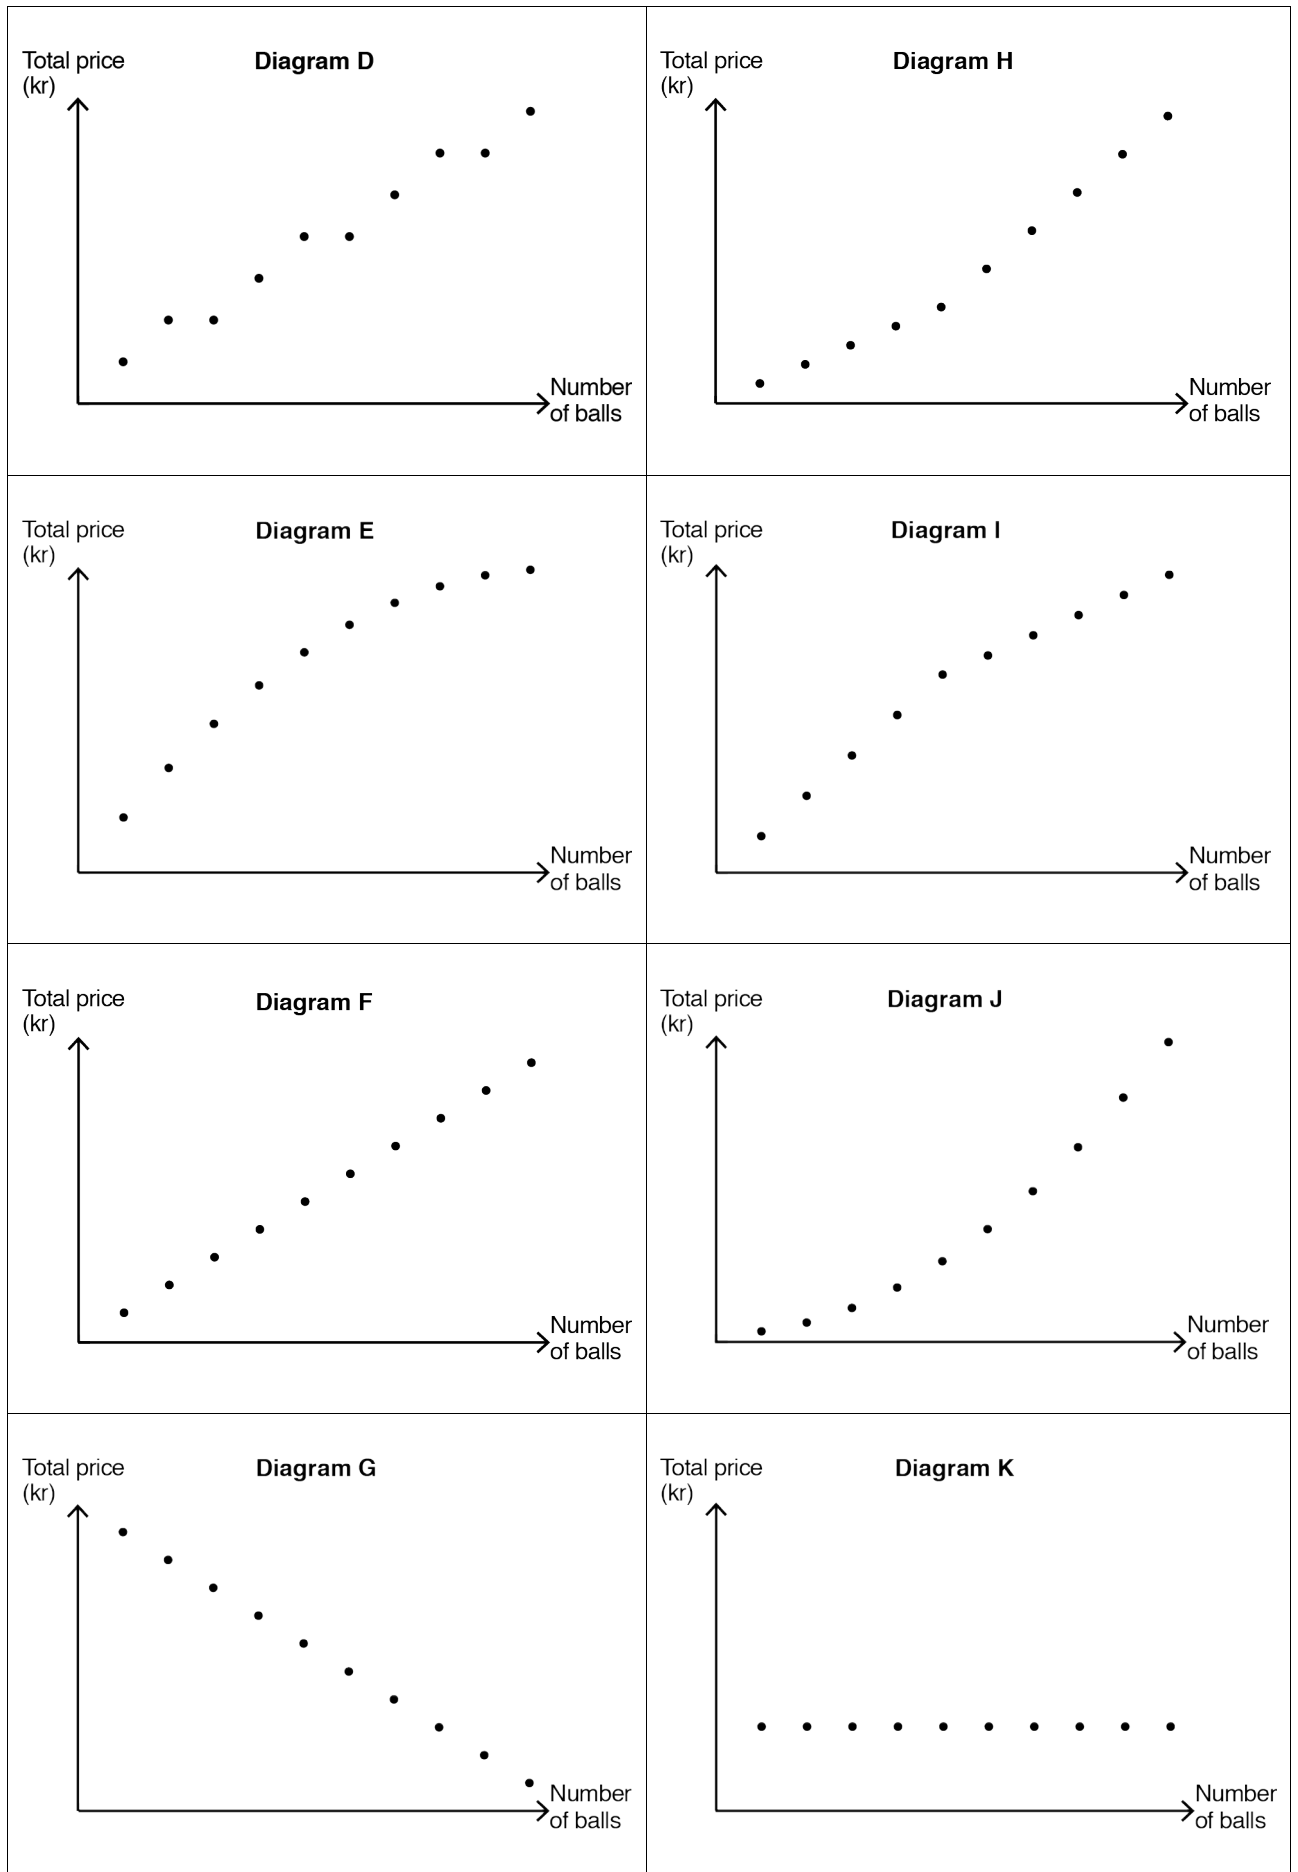 Total price
(kr)
Diagram D
Number
of balls
Total price
(kr)
Diagram H
Number
of balls
Total price
(kr)
Diagram E
Number
of balls
Total price
(kr)
Diagram I
Number
of balls
Total price
(kr)
Diagram F
Number
of balls
Total price
(kr)
Diagram J
Number
of balls
Total price
(kr)
Diagram G
Number
of balls
Total price
(kr)
Diagram K
Number
of balls